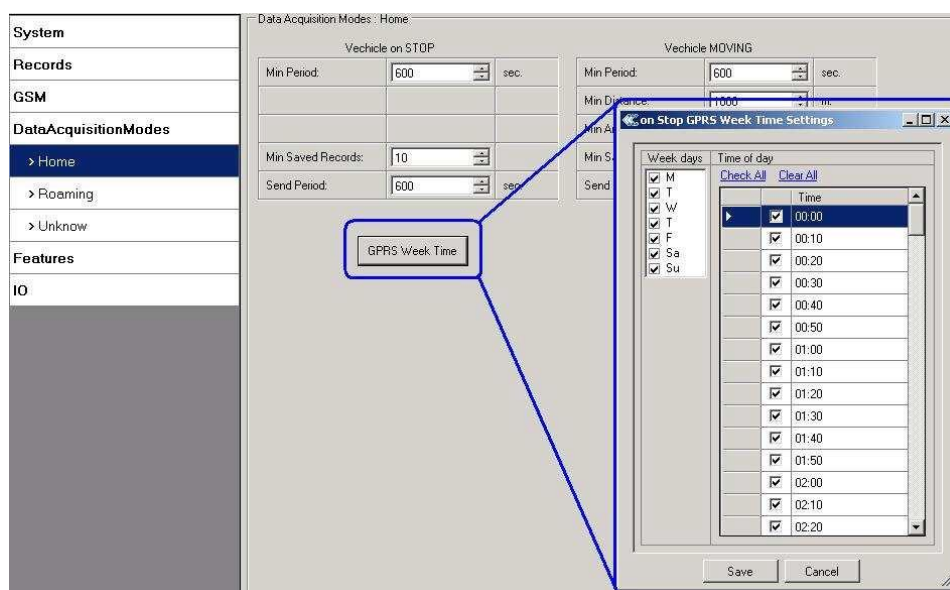 System
Records
GSM
DataAcquisitionModes
> Home
> Roaming
> Unknow
Features
IO
Data Acquisition Modes : Home
Vechicle on STOP
Min Period: 600 sec.
Min Saved Records: 10
Send Period: 600 sec
GPRS Week Time
Vechicle MOVING
Min Period: 600 sec.
Min Distance: 1000 m.
Min
Min
Send
on Stop GPRS Week Time Settings
Week days
M
T
W
T
F
Sa
Su
Time of day
Check All Clear All
Time
00:00
00:10
00:20
00:30
00:40
00:50
01:00
01:10
01:20
01:30
01:40
01:50
02:00
02:10
02:20
Save Cancel